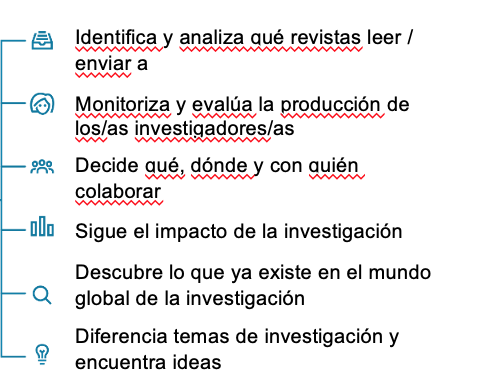 Identifica y analiza qué revistas leer /
enviar a
Monitoriza y evalúa la producción de
los/as investigadores/as
Decide qué, dónde y con quién
colaborar
Sigue el impacto de la investigación
Descubre lo que ya existe en el mundo
global de la investigación
Diferencia temas de investigación y
encuentra ideas